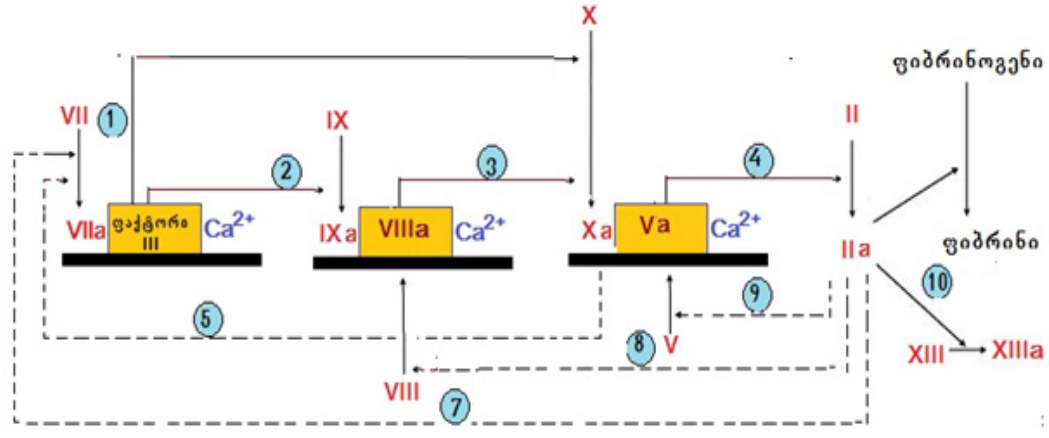 X
ფიბრინოგენი
VII 1
IX
II
2
3
4
VIIa ფაქტორი III Ca2+
IXa VIIIa Ca2+
Xa Va Ca2+
IIa
ფიბრინი
5
9
10
8 V
XIII XIIIa
VIII
7